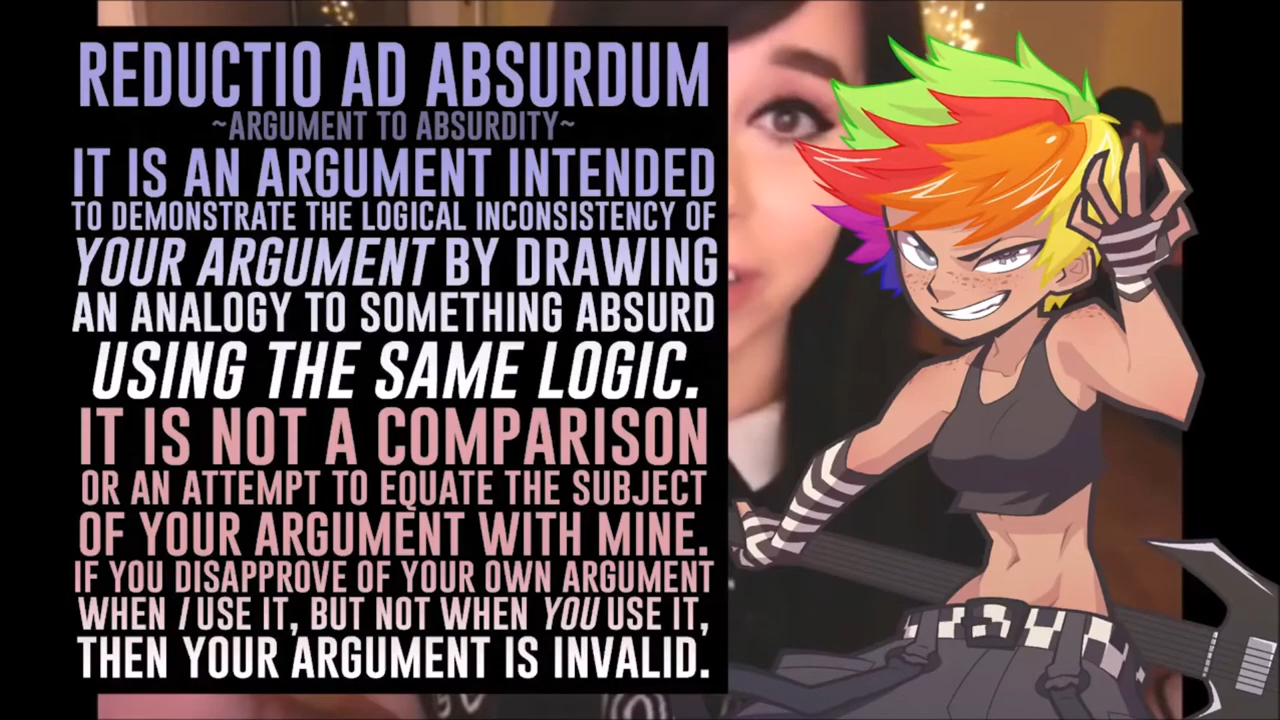 REDUCTIO AD ABSURDUM
~ARGUMENT TO ABSURDITY~
IT IS AN ARGUMENT INTENDED
TO DEMONSTRATE THE LOGICAL INCONSISTENCY OF
YOUR ARGUMENT BY DRAWING
AN ANALOGY TO SOMETHING ABSURD
USING THE SAME LOGIC.
IT IS NOT A COMPARISON
OR AN ATTEMPT TO EQUATE THE SUBJECT
OF YOUR ARGUMENT WITH MINE.
IF YOU DISAPPROVE OF YOUR OWN ARGUMENT
WHEN I USE IT, BUT NOT WHEN YOU USE IT,
THEN YOUR ARGUMENT IS INVALID.